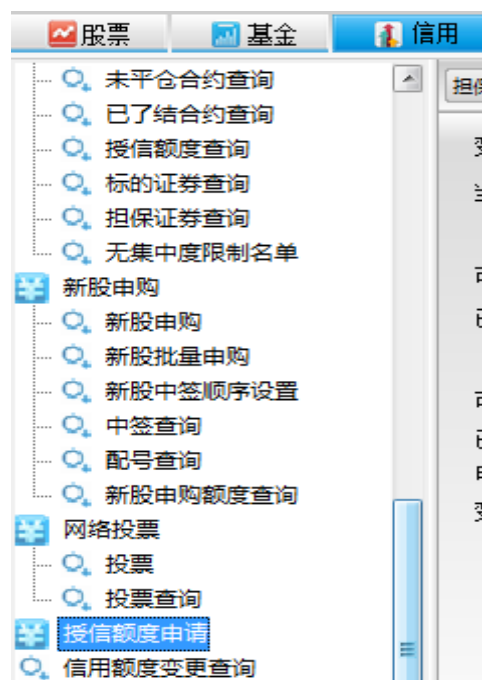 股票 基金 信用
未平仓合约查询
已了结合约查询
授信额度查询
标的证券查询
担保证券查询
无集中度限制名单
新股申购
新股申购
新股批量申购
新股中签顺序设置
中签查询
配号查询
新股申购额度查询
网络投票
投票
投票查询
授信额度申请
信用额度变更查询